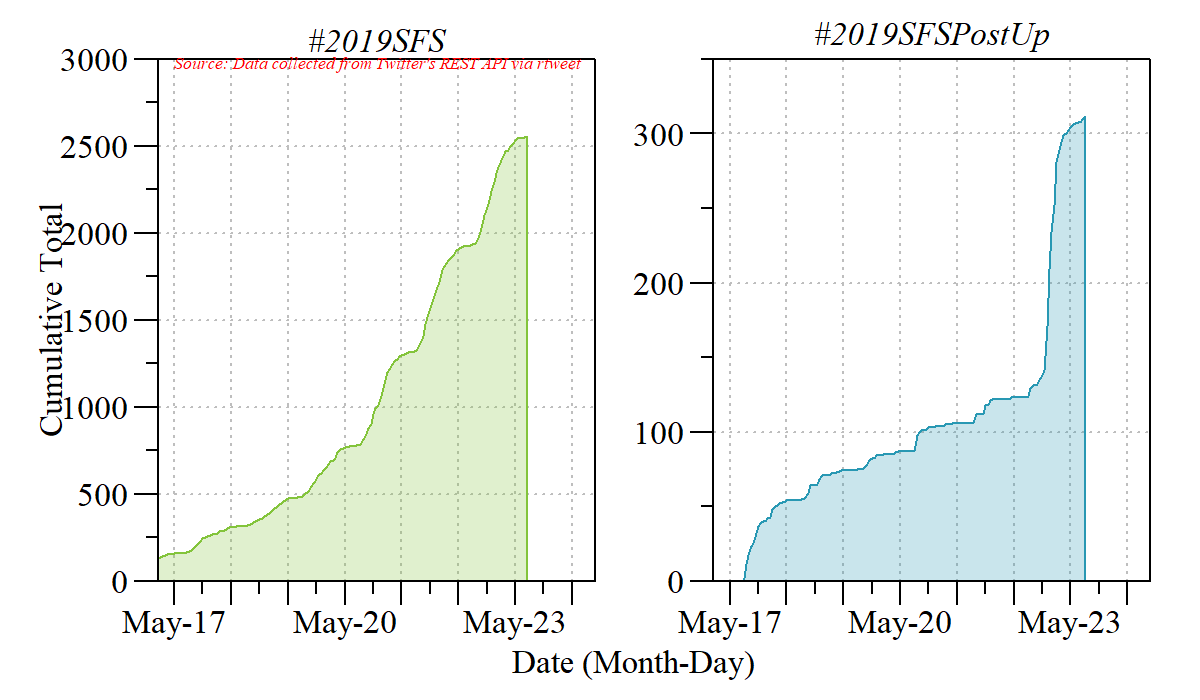 #2019SFS
#2019SFSPostUp
Source: Data collected from Twitter's REST API via rtweet
Cumulative Total
3000
2500
2000
1500
1000
500
0
300
200
100
0
May-17 May-20 May-23
May-17 May-20 May-23
Date (Month-Day)